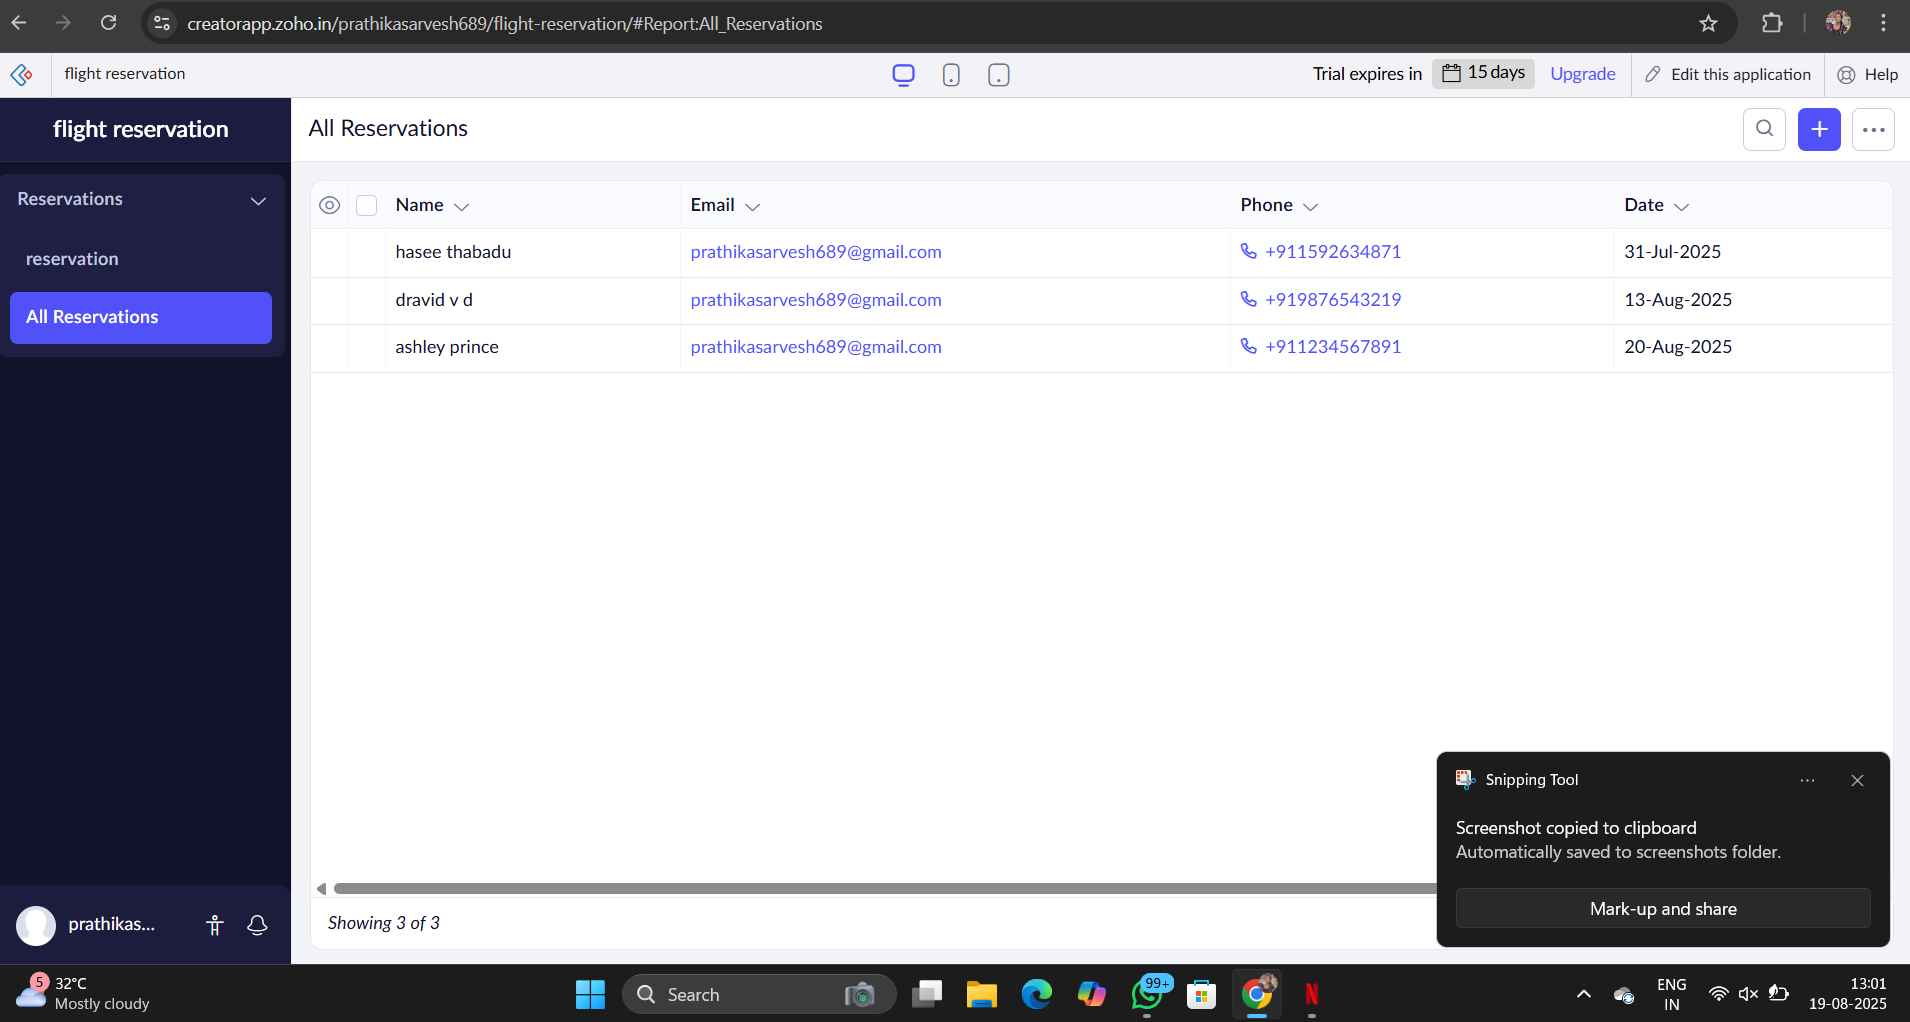 creatorapp.zoho.in/prathikasarvesh689/flight-reservation/#Report:All_Reservations
flight reservation
Trial expires in 15 days Upgrade Edit this application Help
flight reservation
All Reservations
Reservations
reservation
All Reservations
Name Email Phone Date
hasee thabadu prathikasarvesh689@gmail.com +911592634871 31-Jul-2025
dravid v d prathikasarvesh689@gmail.com +919876543219 13-Aug-2025
ashley prince prathikasarvesh689@gmail.com +911234567891 20-Aug-2025
Snipping Tool
Screenshot copied to clipboard
Automatically saved to screenshots folder.
Mark-up and share
Showing 3 of 3
prathikas...
5
32°C
Mostly cloudy
Search
99+
N
ENG
IN
13:01
19-08-2025